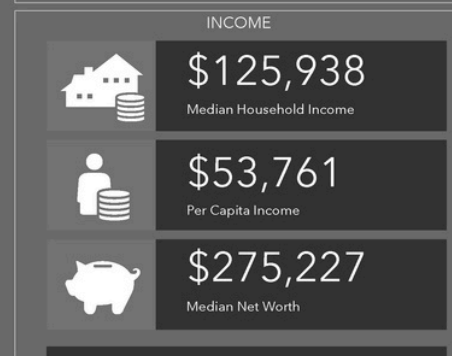 INCOME
$125,938
Median Household Income
$53,761
Per Capita Income
$275,227
Median Net Worth